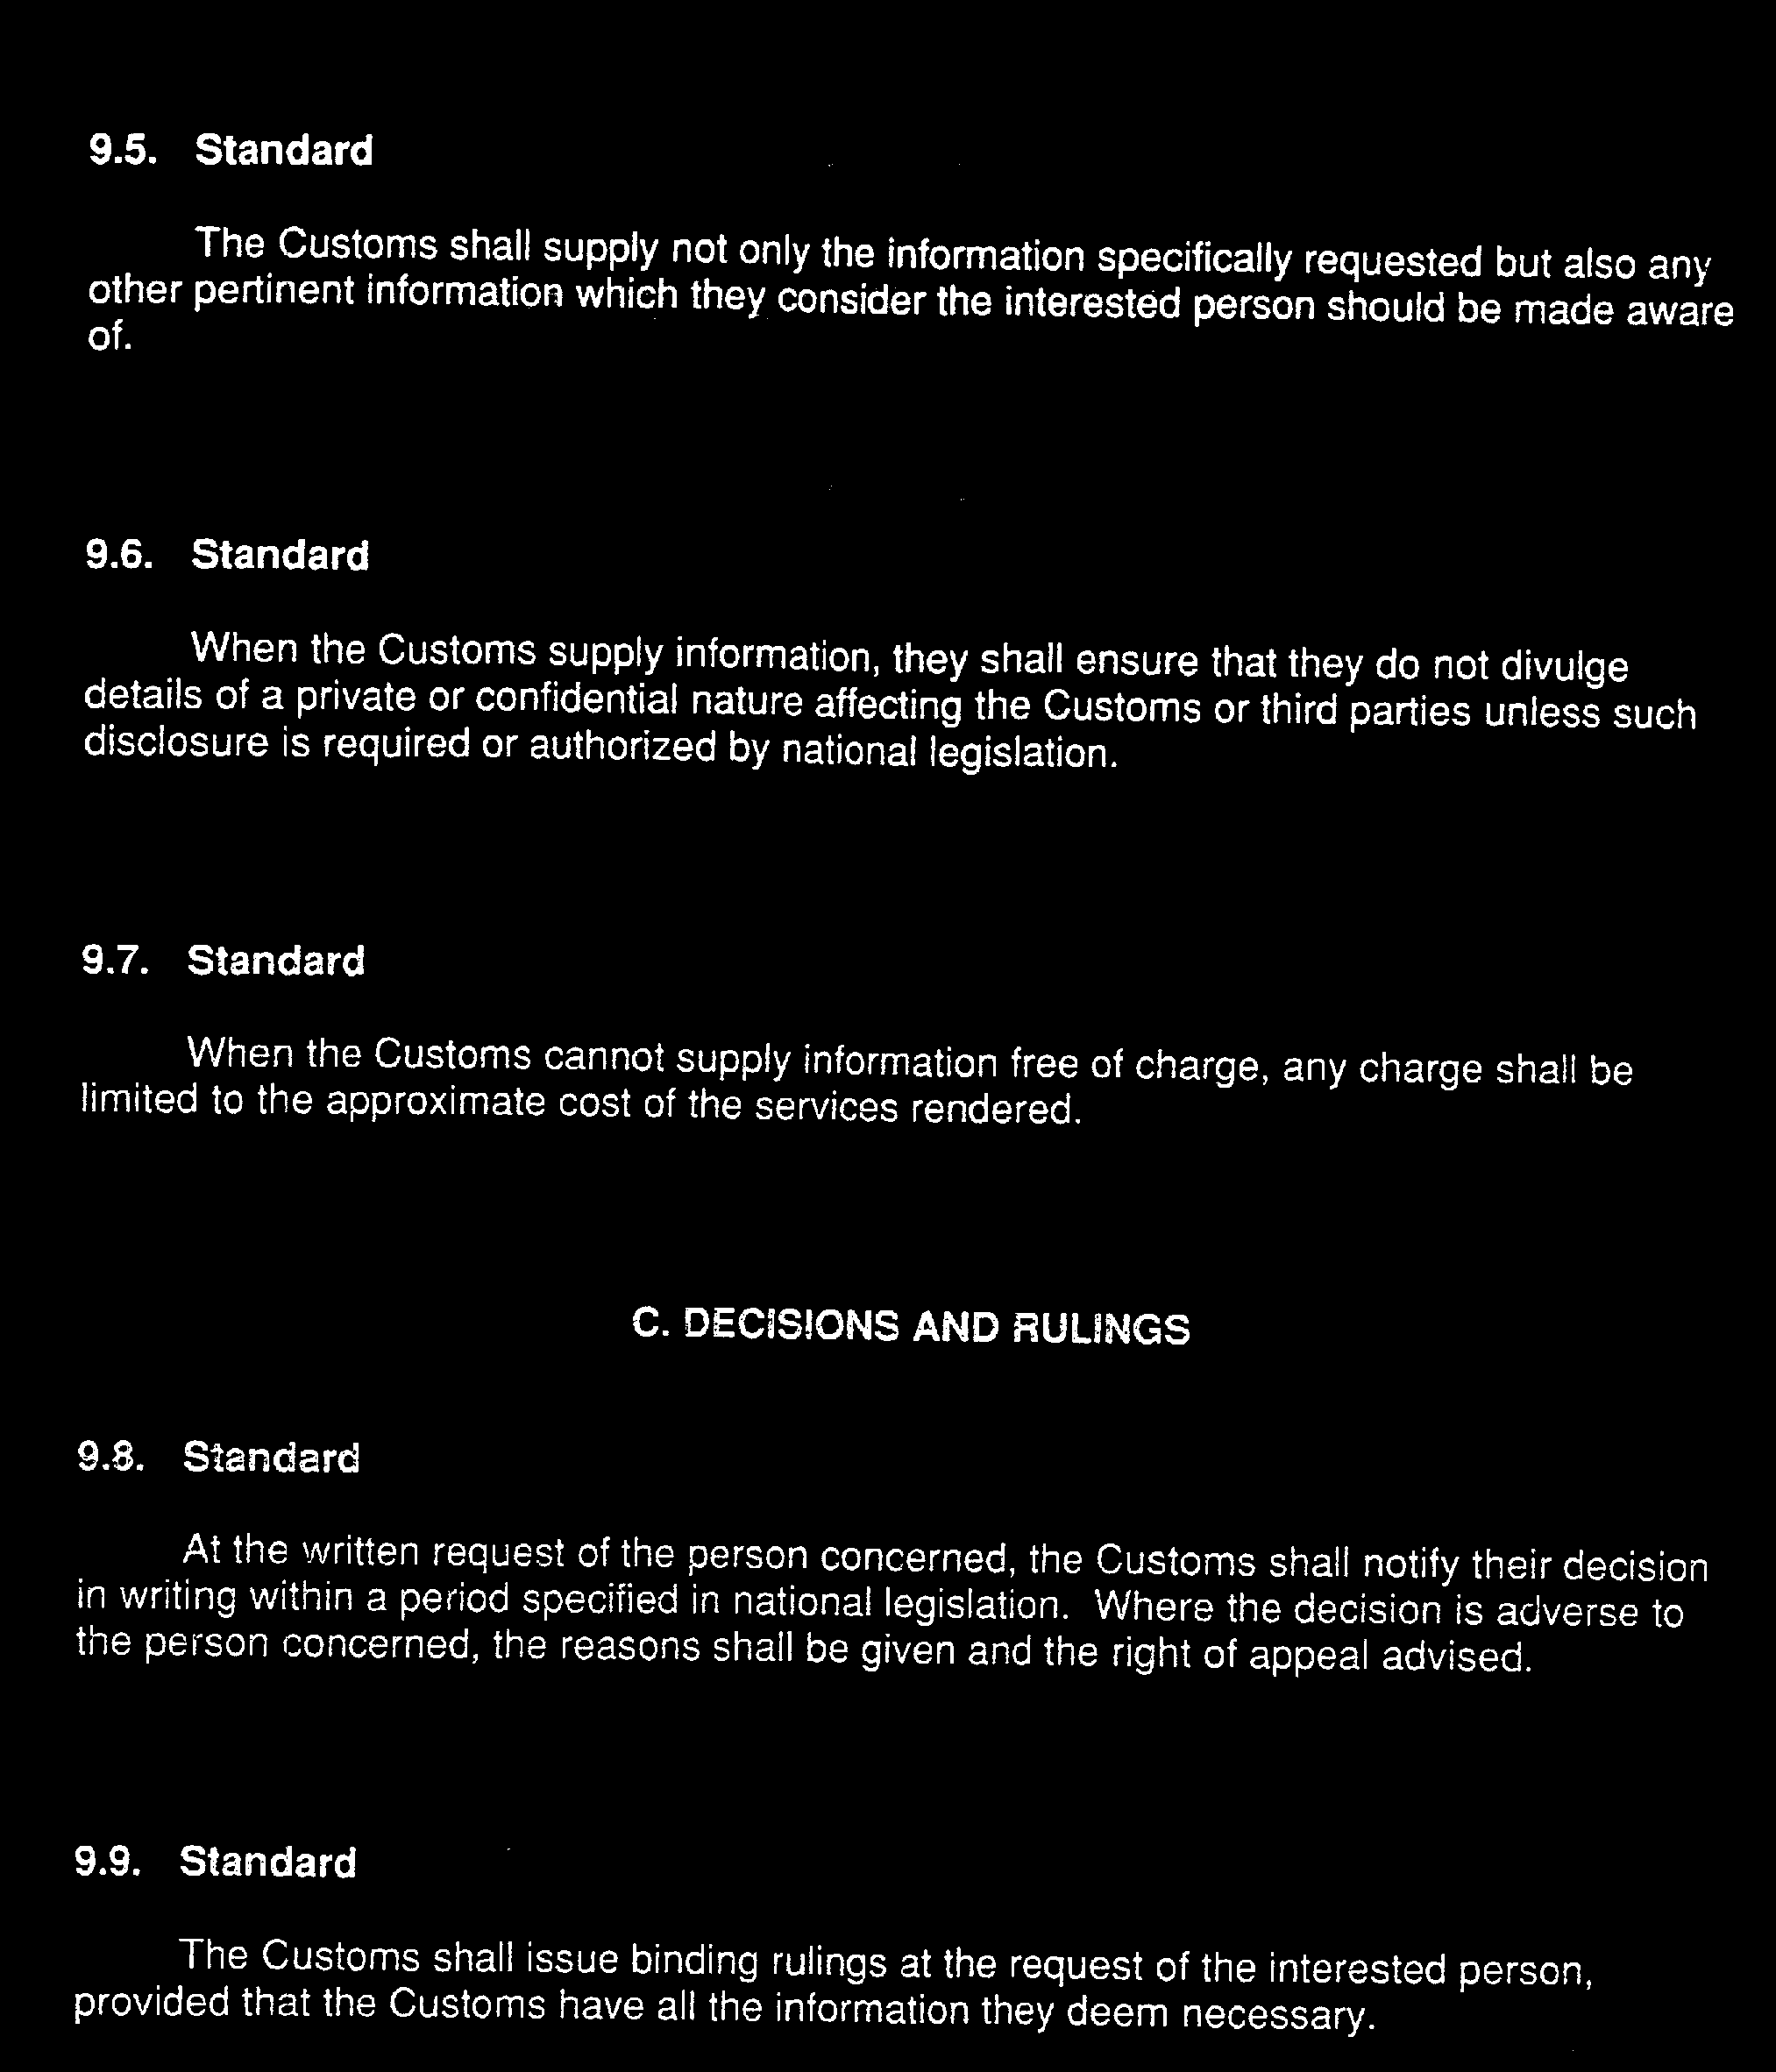 9.5. Standard
The Customs shall supply not only the information specifically requested but also any
other pertinent information which they consider the interested person should be made aware
of.
9.6. Standard
When the Customs supply information, they shall ensure that they do not divulge
details of a private or confidential nature affecting the Customs or third parties unless such
disclosure is required or authorized by national legislation.
9.7. Standard
When the Customs cannot supply information free of charge, any charge shall be
limited to the approximate cost of the services rendered.
C. DECISIONS AND RULINGS
9.8. Standard
At the written request of the person concerned, the Customs shall notify their decision
in writing within a period specified in national legislation. Where the decision is adverse to
the person concerned, the reasons shall be given and the right of appeal advised.
9.9. Standard
The Customs shall issue binding rulings at the request of the interested person,
provided that the Customs have all the information they deem necessary.